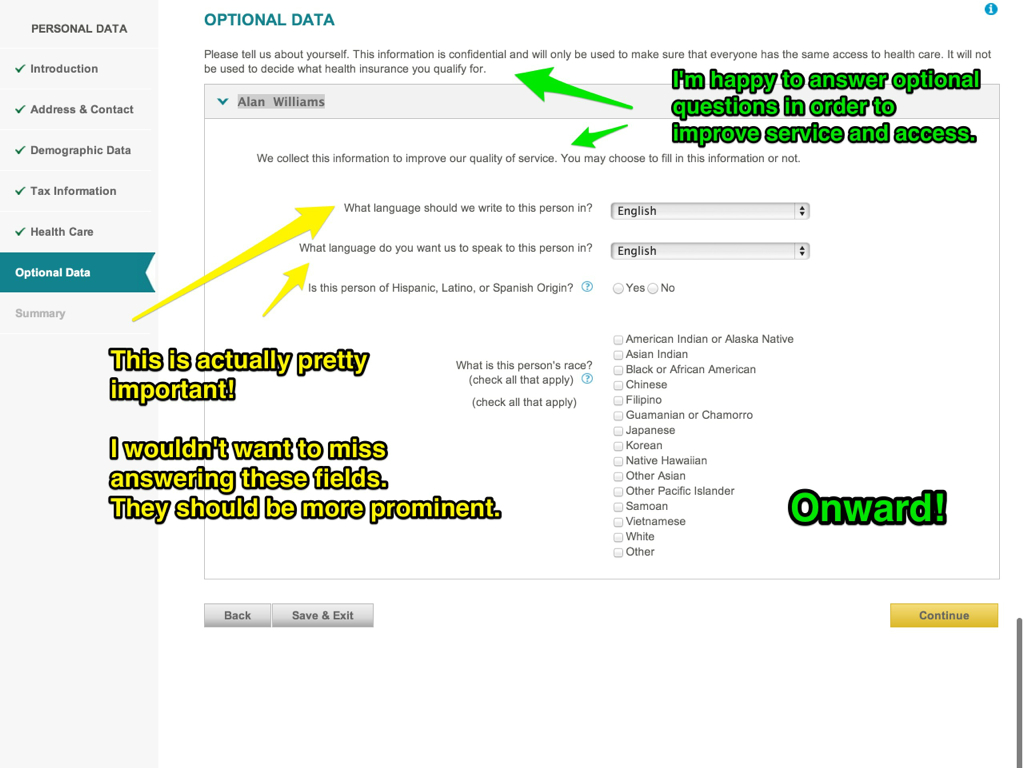 PERSONAL DATA
Introduction
Address & Contact
Demographic Data
Tax Information
Health Care
Optional Data
Summary
OPTIONAL DATA
Please tell us about yourself. This information is confidential and will only be used to make sure that everyone has the same access to health care. It will not
be used to decide what health insurance you qualify for.
I'm happy to answer optional
questions in order to
improve service and access.
Alan Williams
We collect this information to improve our quality of service. You may choose to fill in this information or not.
What language should we write to this person in?
English
What language do you want us to speak to this person in?
English
Is this person of Hispanic, Latino, or Spanish Origin? ?
Yes No
This is actually pretty
important!
I wouldn't want to miss
answering these fields.
They should be more prominent.
What is this person's race?
(check all that apply) ?
(check all that apply)
American Indian or Alaska Native
Asian Indian
Black or African American
Chinese
Filipino
Guamanian or Chamorro
Japanese
Korean
Native Hawaiian
Other Asian
Other Pacific Islander
Samoan
Vietnamese
White
Other
Onward!
Back
Save & Exit
Continue